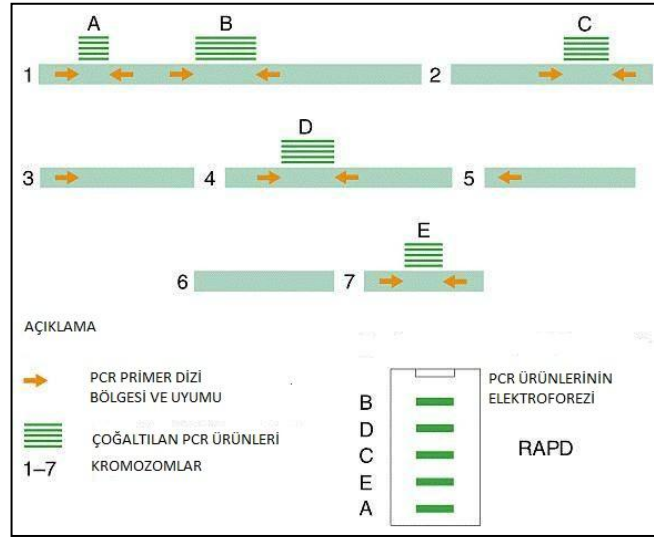 A B C
1 2
D
3 4 5
E
6 7
AÇIKLAMA
PCR PRİMER DİZİ
BÖLGESİ VE UYUMU
ÇOĞALTILAN PCR ÜRÜNLERİ
1–7 KROMOZOMLAR
PCR ÜRÜNLERİNİN
ELEKTROFOREZİ
B
D
C
E
A
RAPD